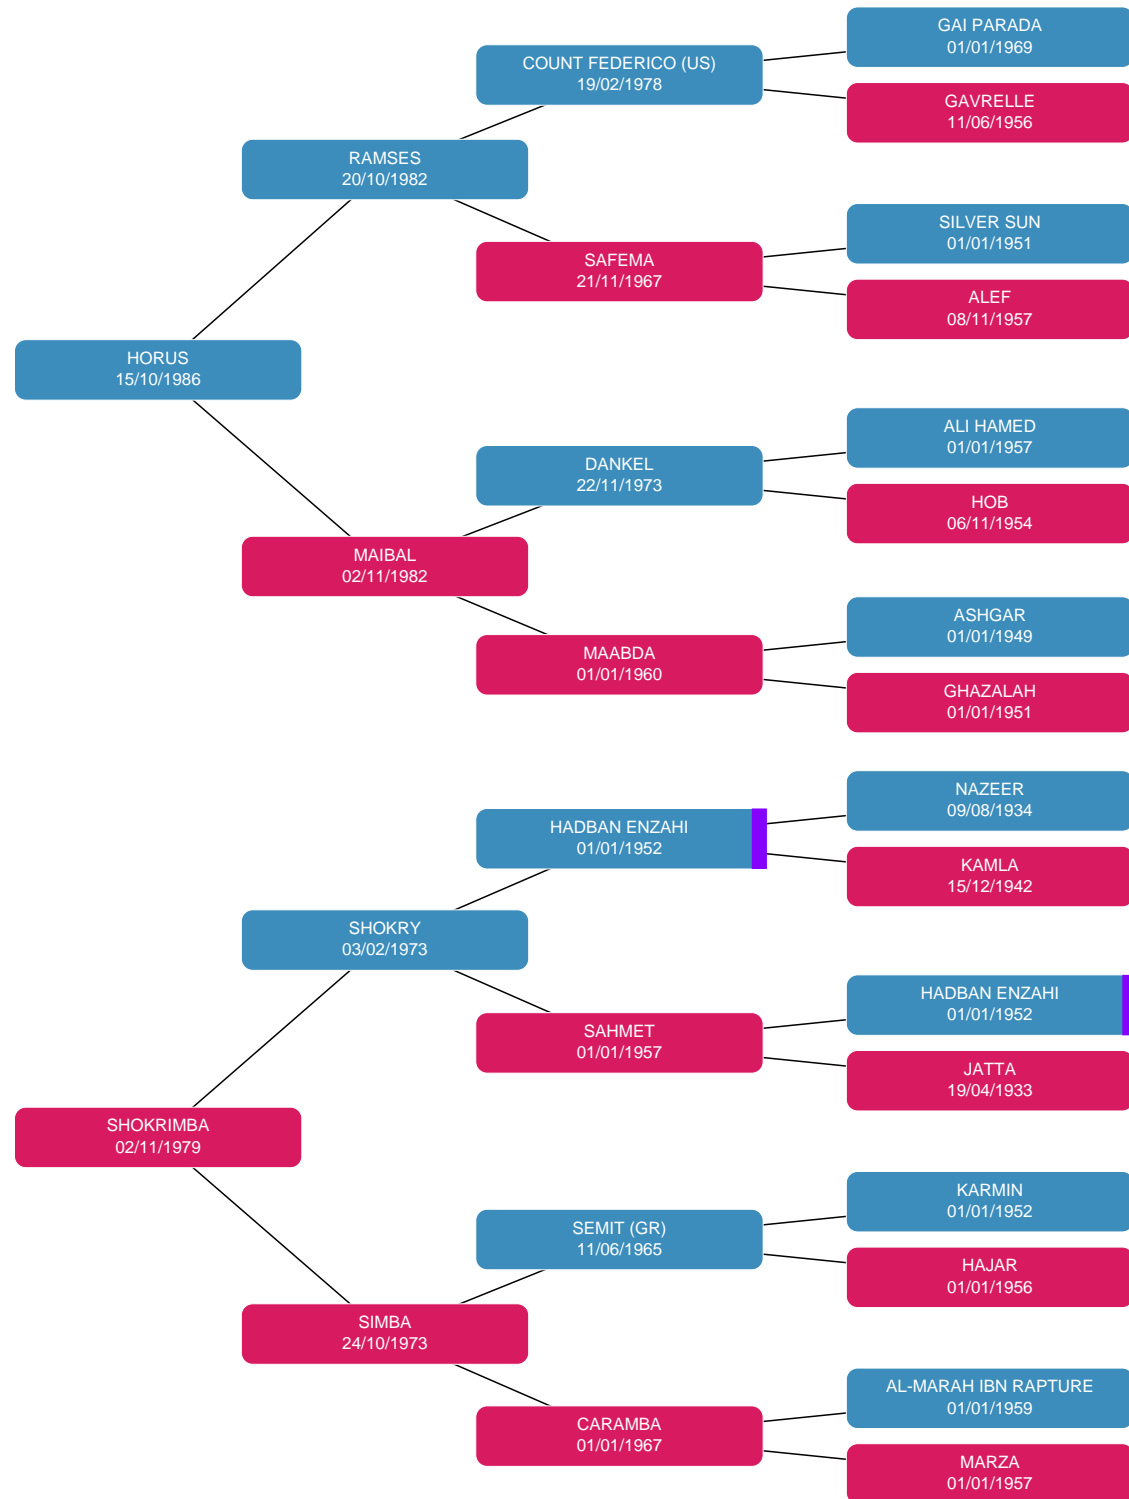 GAI PARADA
01/01/1969
COUNT FEDERICO (US)
19/02/1978
GAVRELLE
11/06/1956
RAMSES
20/10/1982
SILVER SUN
01/01/1951
SAFEMA
21/11/1967
ALEF
08/11/1957
HORUS
15/10/1986
ALI HAMED
01/01/1957
DANKEL
22/11/1973
HOB
06/11/1954
MAIBAL
02/11/1982
ASHGAR
01/01/1949
MAABDA
01/01/1960
GHAZALAH
01/01/1951
NAZEER
09/08/1934
HADBAN ENZAHI
01/01/1952
KAMLA
15/12/1942
SHOKRY
03/02/1973
HADBAN ENZAHI
01/01/1952
SAHMET
01/01/1957
JATTA
19/04/1933
SHOKRIMBA
02/11/1979
KARMIN
01/01/1952
SEMIT (GR)
11/06/1965
HAJAR
01/01/1956
SIMBA
24/10/1973
AL-MARAH IBN RAPTURE
01/01/1959
CARAMBA
01/01/1967
MARZA
01/01/1957